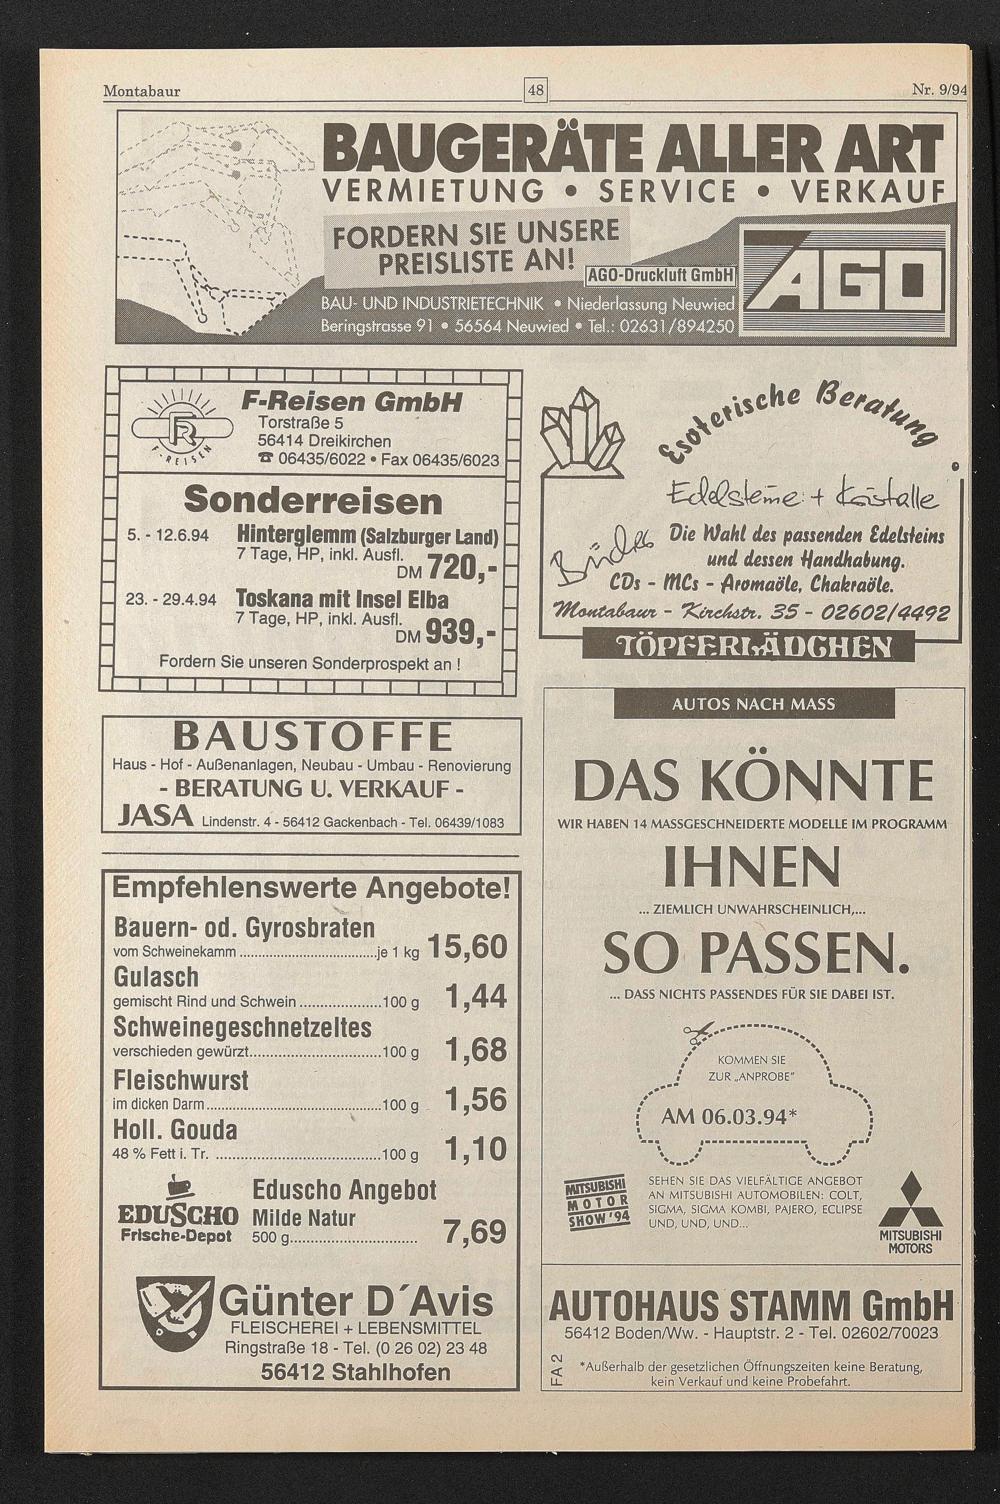 Montabaur
48
Nr. 9/94
BAUGERÄTE ALLER ART
VERMIETUNG • SERVICE • VERKAUF
FORDERN SIE UNSERE
PREISLISTE AN!
AGO-Druckluft GmbH
AGO
BAU- UND INDUSTRIETECHNIK • Niederlassung Neuwied
Beringstrasse 91 • 56564 Neuwied • Tel.: 02631/894250
FR
F-REISEN
F-Reisen GmbH
Torstraße 5
56414 Dreikirchen
☎ 06435/6022 • Fax 06435/6023
Sonderreisen
5. - 12.6.94 Hinterglemm (Salzburger Land)
7 Tage, HP, inkl. Ausfl.
DM 720,-
23. - 29.4.94 Toskana mit Insel Elba
7 Tage, HP, inkl. Ausfl.
DM 939,-
Fordern Sie unseren Sonderprospekt an !
BAUSTOFFE
Haus - Hof - Außenanlagen, Neubau - Umbau - Renovierung
- BERATUNG U. VERKAUF -
JASA Lindenstr. 4 - 56412 Gackenbach - Tel. 06439/1083
Empfehlenswerte Angebote!
Bauern- od. Gyrosbraten
vom Schweinekamm ..................................je 1 kg 15,60
Gulasch
gemischt Rind und Schwein ....................100 g 1,44
Schweinegeschnetzeltes
verschieden gewürzt................................100 g 1,68
Fleischwurst
im dicken Darm..........................................100 g 1,56
Holl. Gouda
48 % Fett i. Tr. ........................................100 g 1,10
EDUSCHO
Frische-Depot
Eduscho Angebot
Milde Natur
500 g............................... 7,69
Günter D´Avis
FLEISCHEREI + LEBENSMITTEL
Ringstraße 18 - Tel. (0 26 02) 23 48
56412 Stahlhofen
Esoterische Beratung
Edelsteine + Kristalle
Bücher
Die Wahl des passenden Edelsteins
und dessen Handhabung.
CDs - MCs - Aromaöle, Chakraöle.
Montabaur - Kirchstr. 35 - 02602/4492
TÖPFERLÄDCHEN
AUTOS NACH MASS
DAS KÖNNTE
WIR HABEN 14 MASSGESCHNEIDERTE MODELLE IM PROGRAMM
IHNEN
... ZIEMLICH UNWAHRSCHEINLICH,...
SO PASSEN.
... DASS NICHTS PASSENDES FÜR SIE DABEI IST.
KOMMEN SIE
ZUR „ANPROBE"
AM 06.03.94*
MITSUBISHI
MOTOR
SHOW '94
SEHEN SIE DAS VIELFÄLTIGE ANGEBOT
AN MITSUBISHI AUTOMOBILEN: COLT,
SIGMA, SIGMA KOMBI, PAJERO, ECLIPSE
UND, UND, UND...
MITSUBISHI
MOTORS
AUTOHAUS STAMM GmbH
56412 Boden/Ww. - Hauptstr. 2 - Tel. 02602/70023
FA 2
*Außerhalb der gesetzlichen Öffnungszeiten keine Beratung,
kein Verkauf und keine Probefahrt.